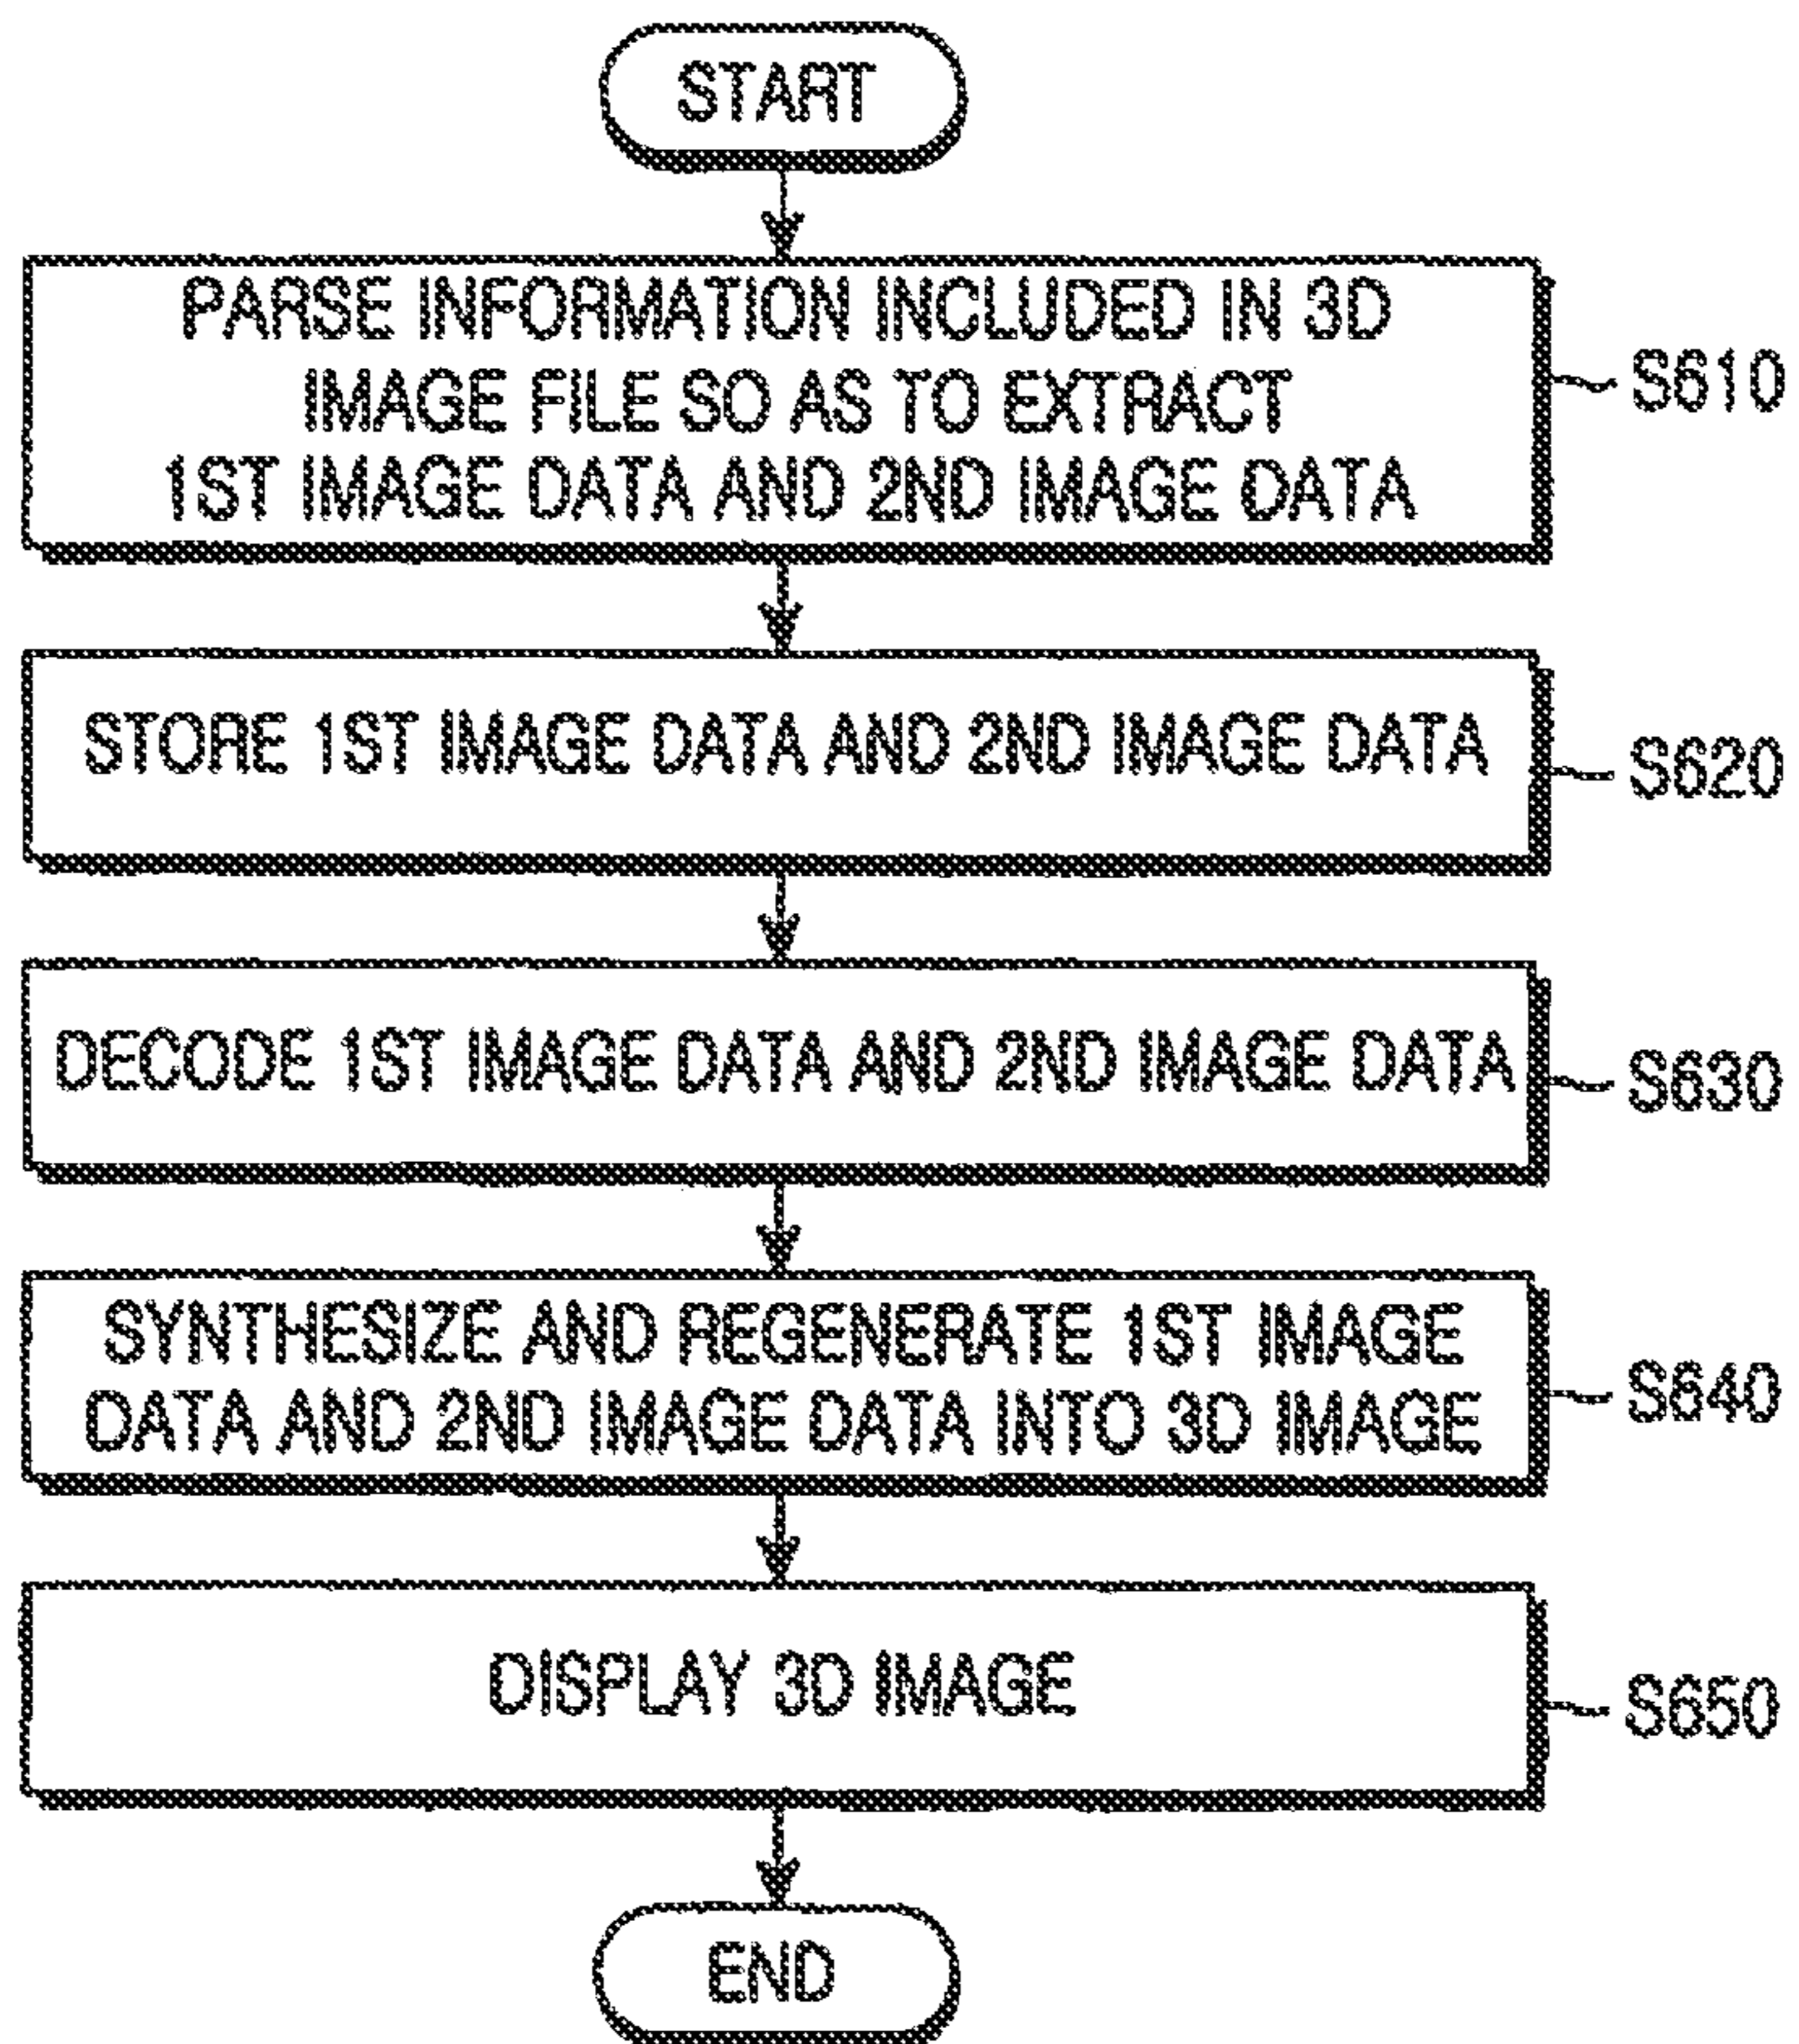 START
PARSE INFORMATION INCLUDED IN 3D
IMAGE FILE SO AS TO EXTRACT
1ST IMAGE DATA AND 2ND IMAGE DATA
S610
STORE 1ST IMAGE DATA AND 2ND IMAGE DATA
S620
DECODE 1ST IMAGE DATA AND 2ND IMAGE DATA
S630
SYNTHESIZE AND REGENERATE 1ST IMAGE
DATA AND 2ND IMAGE DATA INTO 3D IMAGE
S640
DISPLAY 3D IMAGE
S650
END